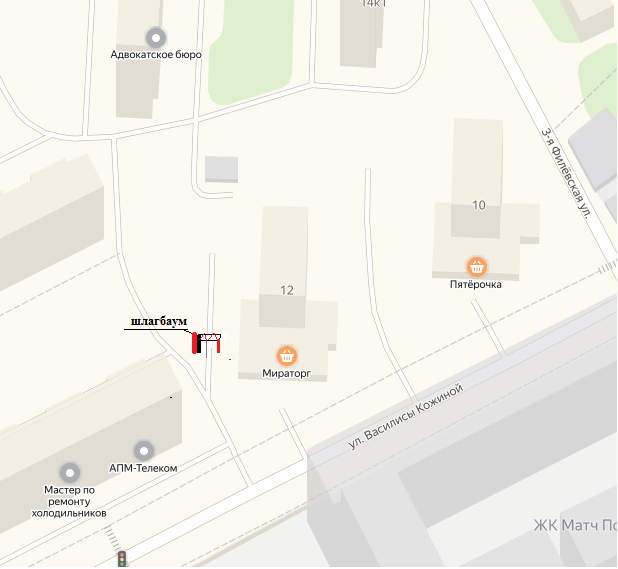 14к1
Адвокатское бюро
3-я Филёвская ул.
10
Пятёрочка
12
шлагбаум
Мираторг
ул. Василисы Кожиной
АПМ-Телеком
Мастер по
ремонту
холодильников
ЖК Матч По